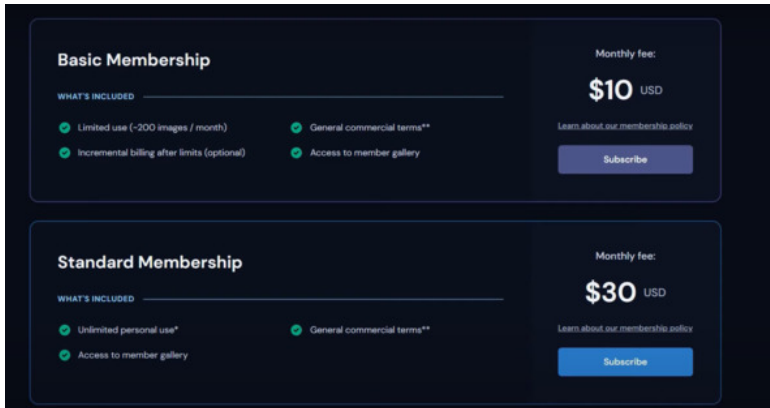 Basic Membership
WHAT'S INCLUDED
Limited use (~200 images / month)
General commercial terms**
Incremental billing after limits (optional)
Access to member gallery
Monthly fee:
$10 USD
Learn about our membership policy
Subscribe
Standard Membership
WHAT'S INCLUDED
Unlimited personal use*
General commercial terms**
Access to member gallery
Monthly fee:
$30 USD
Learn about our membership policy
Subscribe